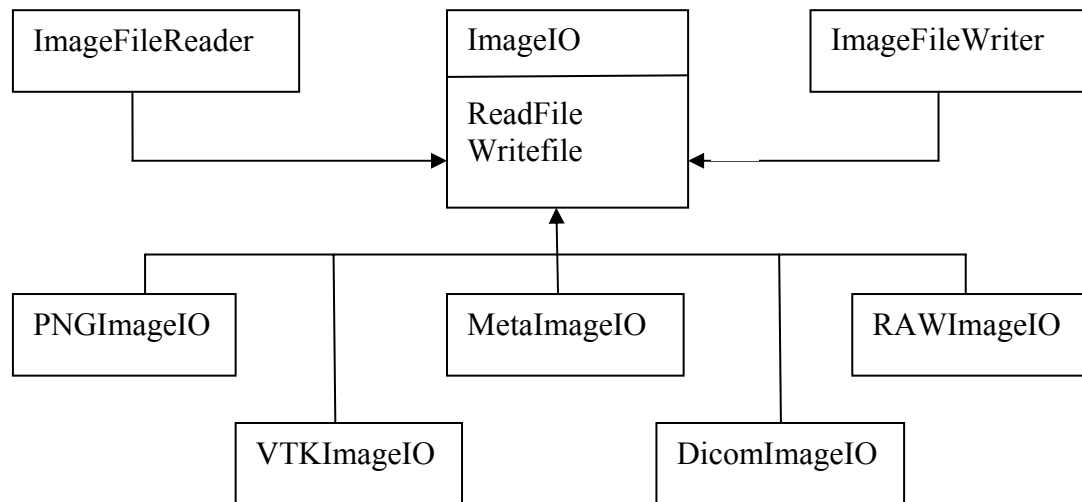 ImageFileReader
ImageIO
ImageFileWriter
ReadFile
Writefile
PNGImageIO
MetaImageIO
RAWImageIO
VTKImageIO
DicomImageIO